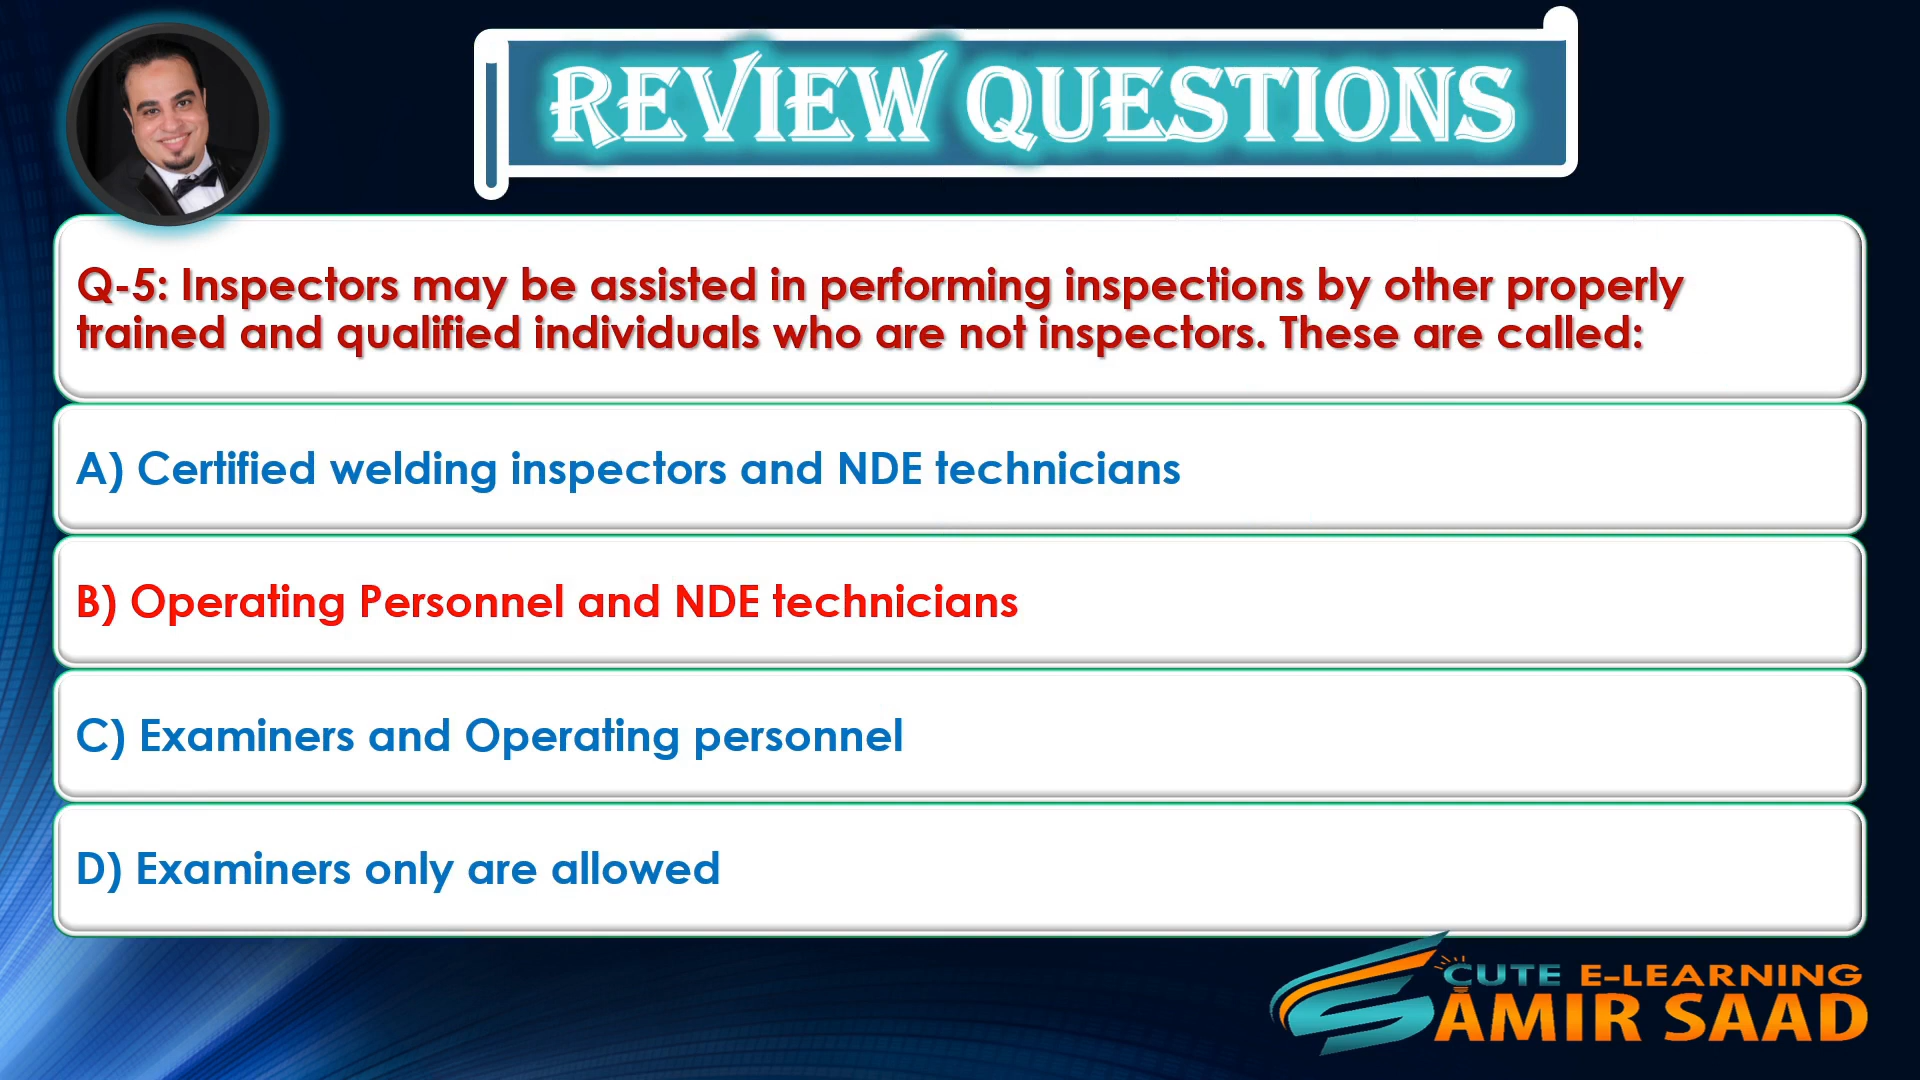 REVIEW QUESTIONS
Q-5: Inspectors may be assisted in performing inspections by other properly
trained and qualified individuals who are not inspectors. These are called:
A) Certified welding inspectors and NDE technicians
B) Operating Personnel and NDE technicians
C) Examiners and Operating personnel
D) Examiners only are allowed
CUTE E-LEARNING
AMIR SAAD